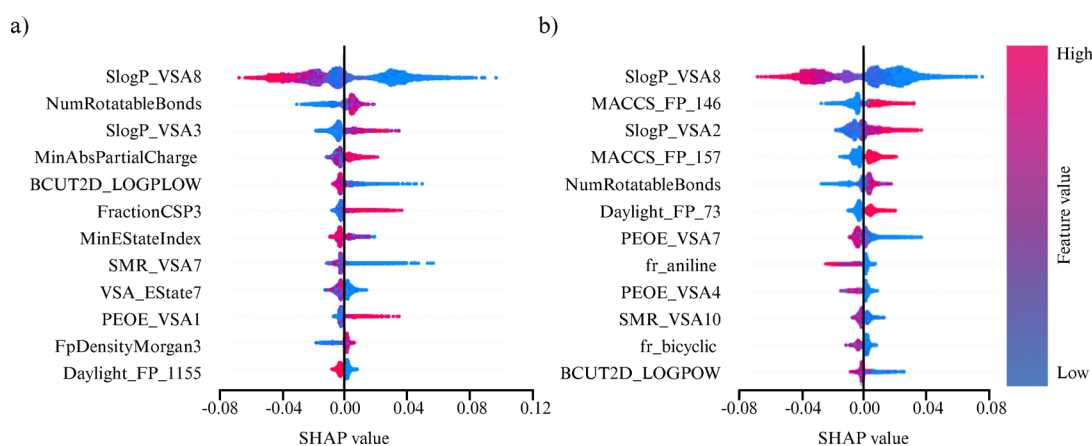 a)
SlogP_VSA8
NumRotatableBonds
SlogP_VSA3
MinAbsPartialCharge
BCUT2D_LOGPLOW
FractionCSP3
MinEStateIndex
SMR_VSA7
VSA_EState7
PEOE_VSA1
FpDensityMorgan3
Daylight_FP_1155
-0.08 -0.04 0.00 0.04 0.08 0.12
SHAP value
b)
SlogP_VSA8
MACCS_FP_146
SlogP_VSA2
MACCS_FP_157
NumRotatableBonds
Daylight_FP_73
PEOE_VSA7
fr_aniline
PEOE_VSA4
SMR_VSA10
fr_bicyclic
BCUT2D_LOGPOW
-0.08 -0.04 0.00 0.04 0.08
SHAP value
High
Feature value
Low